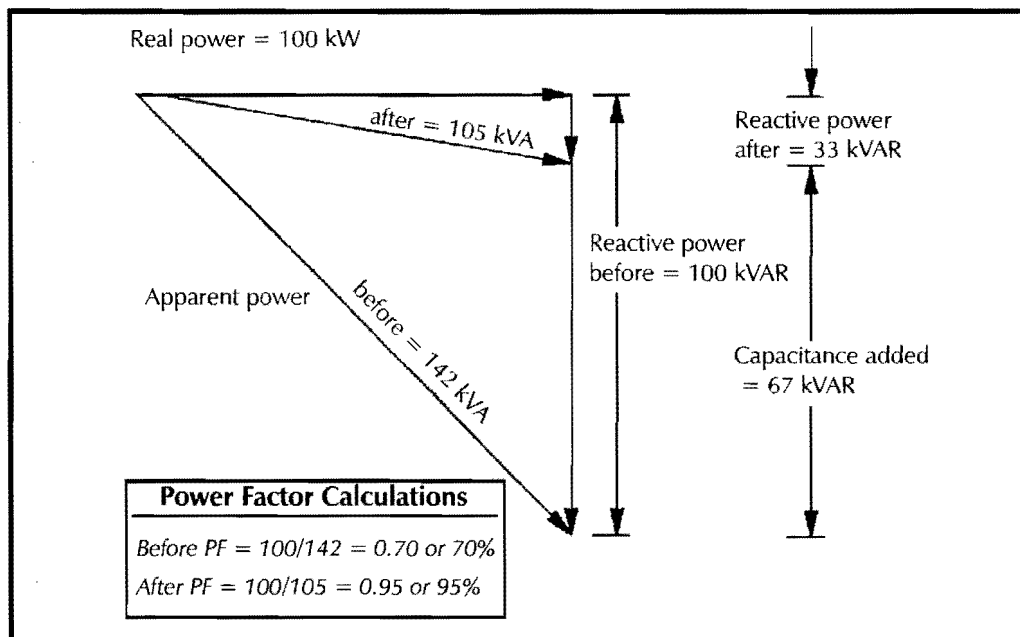 Real power = 100 kW
after = 105 kVA
Reactive power
after = 33 kVAR
Reactive power
before = 100 kVAR
Apparent power
before = 142 kVA
Capacitance added
= 67 kVAR
Power Factor Calculations
Before PF = 100/142 = 0.70 or 70%
After PF = 100/105 = 0.95 or 95%